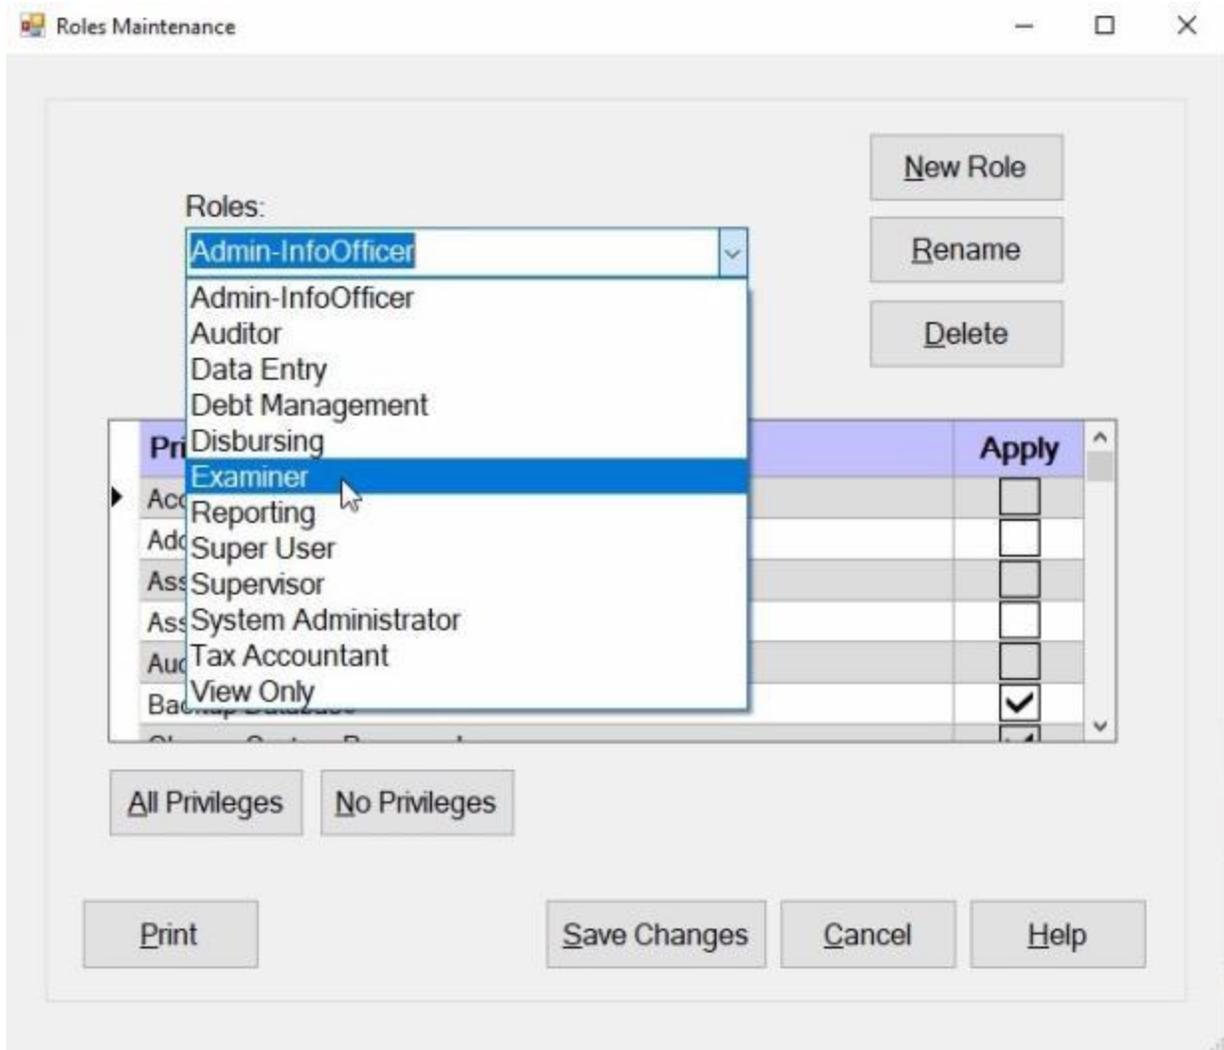 Roles Maintenance
New Role
Roles:
Admin-InfoOfficer
Rename
Admin-InfoOfficer
Auditor
Delete
Data Entry
Debt Management
Disbursing
Apply
Examiner
Reporting
Super User
Supervisor
System Administrator
Tax Accountant
View Only
All Privileges No Privileges
Print Save Changes Cancel Help